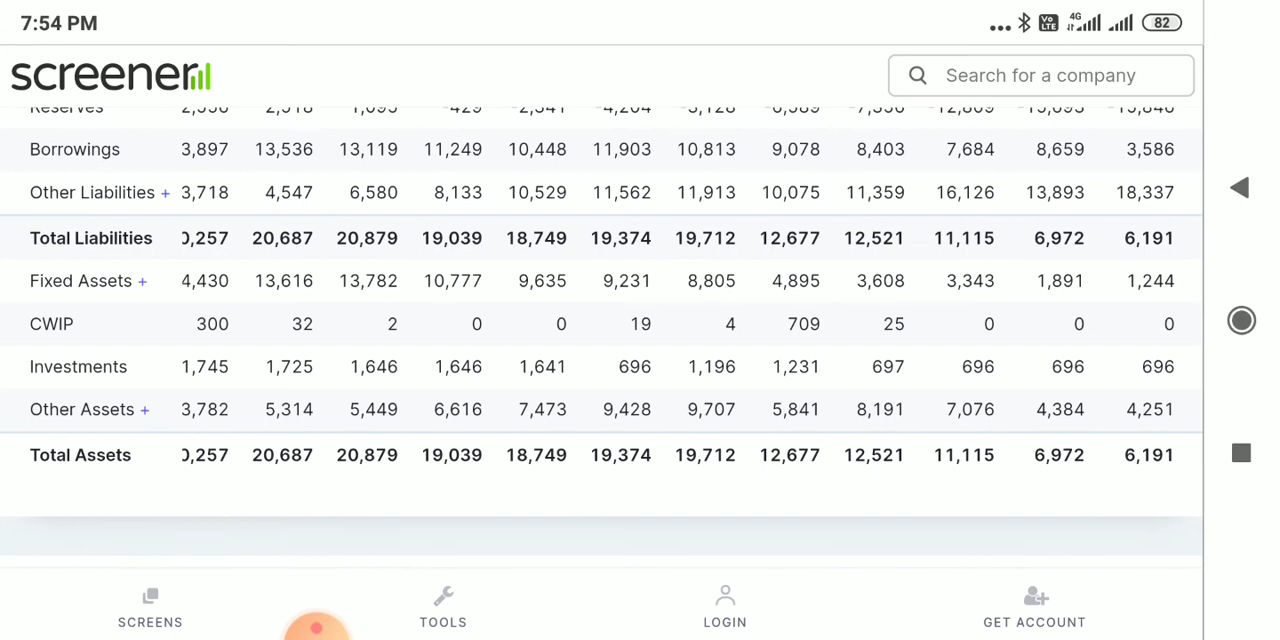 7:54 PM 4G Vo LTE 82
screener Search for a company
Reserves
Borrowings 3,897 13,536 13,119 11,249 10,448 11,903 10,813 9,078 8,403 7,684 8,659 3,586
Other Liabilities + 3,718 4,547 6,580 8,133 10,529 11,562 11,913 10,075 11,359 16,126 13,893 18,337
Total Liabilities 0,257 20,687 20,879 19,039 18,749 19,374 19,712 12,677 12,521 11,115 6,972 6,191
Fixed Assets + 4,430 13,616 13,782 10,777 9,635 9,231 8,805 4,895 3,608 3,343 1,891 1,244
CWIP 300 32 2 0 0 19 4 709 25 0 0 0
Investments 1,745 1,725 1,646 1,646 1,641 696 1,196 1,231 697 696 696 696
Other Assets + 3,782 5,314 5,449 6,616 7,473 9,428 9,707 5,841 8,191 7,076 4,384 4,251
Total Assets 0,257 20,687 20,879 19,039 18,749 19,374 19,712 12,677 12,521 11,115 6,972 6,191
SCREENS TOOLS LOGIN GET ACCOUNT